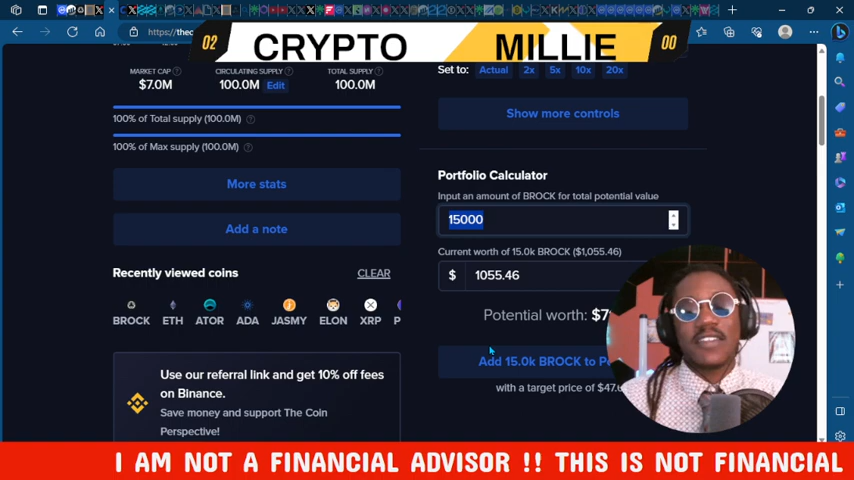 https://thec
02 CRYPTO MILLIE 00
MARKET CAP
$7.0M
CIRCULATING SUPPLY
100.0M Edit
TOTAL SUPPLY
100.0M
100% of Total supply (100.0M)
100% of Max supply (100.0M)
More stats
Add a note
Recently viewed coins CLEAR
BROCK ETH ATOR ADA JASMY ELON XRP P
Use our referral link and get 10% off fees
on Binance.
Save money and support The Coin
Perspective!
Set to: Actual 2x 5x 10x 20x
Show more controls
Portfolio Calculator
Input an amount of BROCK for total potential value
15000
Current worth of 15.0k BROCK ($1,055.46)
$ 1055.46
Potential worth: $7
Add 15.0k BROCK to P
with a target price of $47.
I AM NOT A FINANCIAL ADVISOR !! THIS IS NOT FINANCIAL